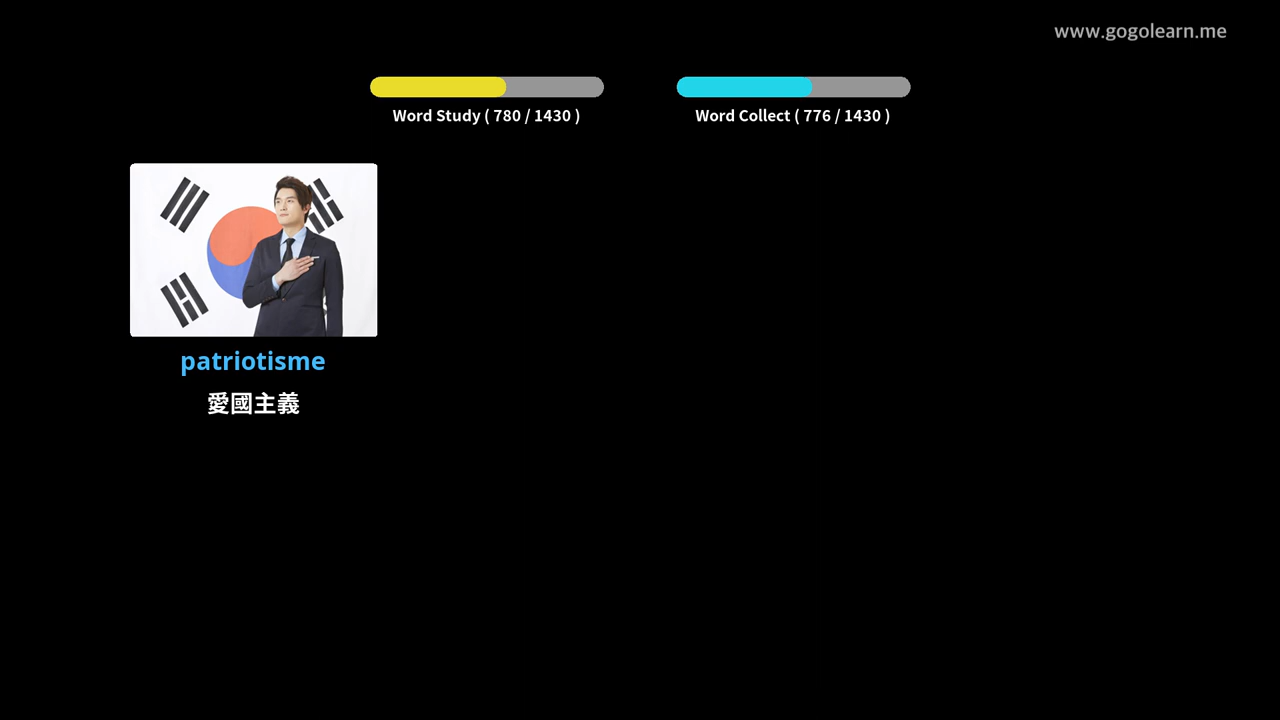 www.gogolearn.me
Word Study ( 780 / 1430 )
Word Collect ( 776 / 1430 )
patriotisme
愛國主義